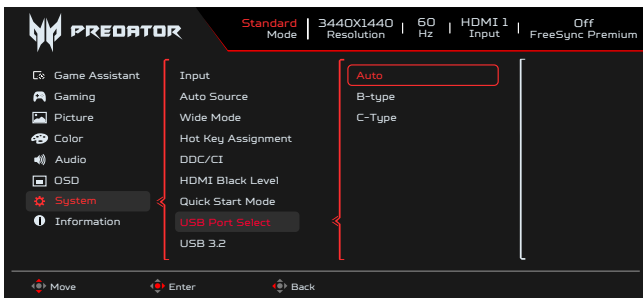 PREDATOR
Standard Mode
3440X1440 Resolution
60 Hz
HDMI 1 Input
Off FreeSync Premium
Game Assistant
Gaming
Picture
Color
Audio
OSD
System
Information
Input
Auto Source
Wide Mode
Hot Key Assignment
DDC/CI
HDMI Black Level
Quick Start Mode
USB Port Select
USB 3.2
Auto
B-type
C-Type
Move
Enter
Back